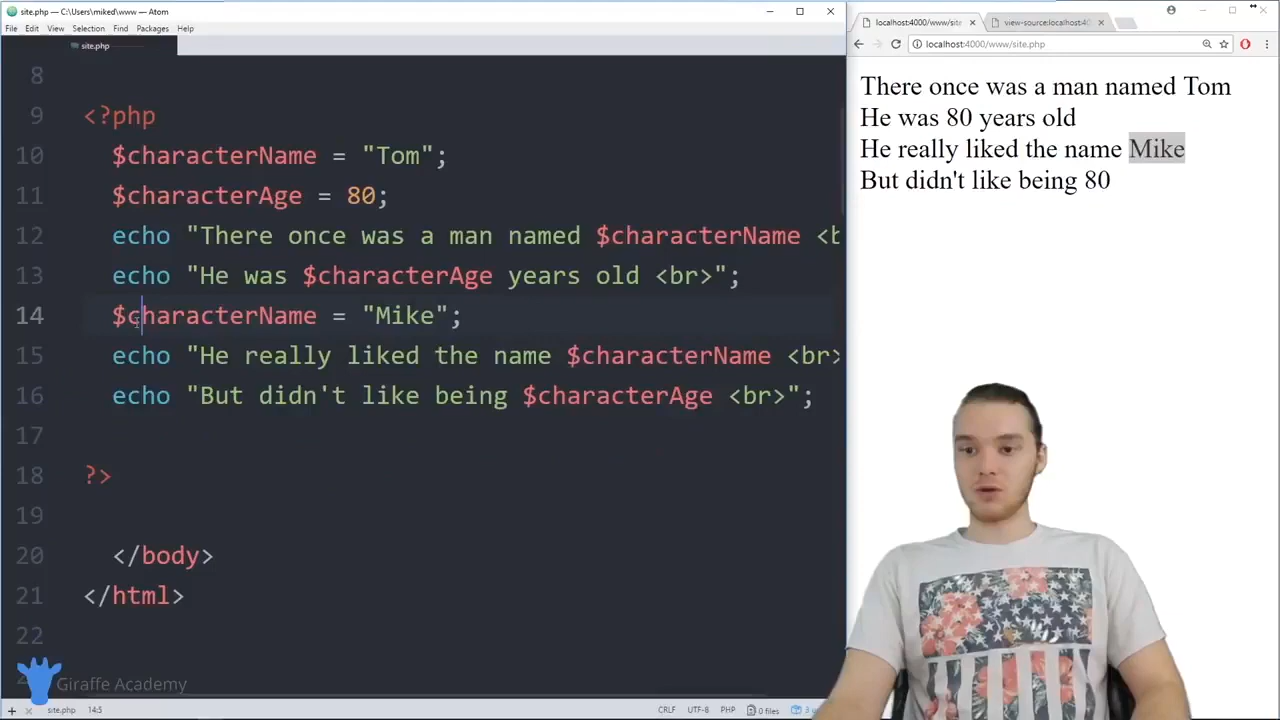 site.php — C:\Users\miked\www — Atom
File Edit View Selection Find Packages Help
site.php
8
9 <?php
10 $characterName = "Tom";
11 $characterAge = 80;
12 echo "There once was a man named $characterName <b
13 echo "He was $characterAge years old <br>";
14 $characterName = "Mike";
15 echo "He really liked the name $characterName <br>
16 echo "But didn't like being $characterAge <br>";
17
18 ?>
19
20 </body>
21 </html>
22
Giraffe Academy
site.php 14:5 CRLF UTF-8 PHP 0 files
localhost:4000/www/site
view-source:localhost:40
localhost:4000/www/site.php
There once was a man named Tom
He was 80 years old
He really liked the name Mike
But didn't like being 80